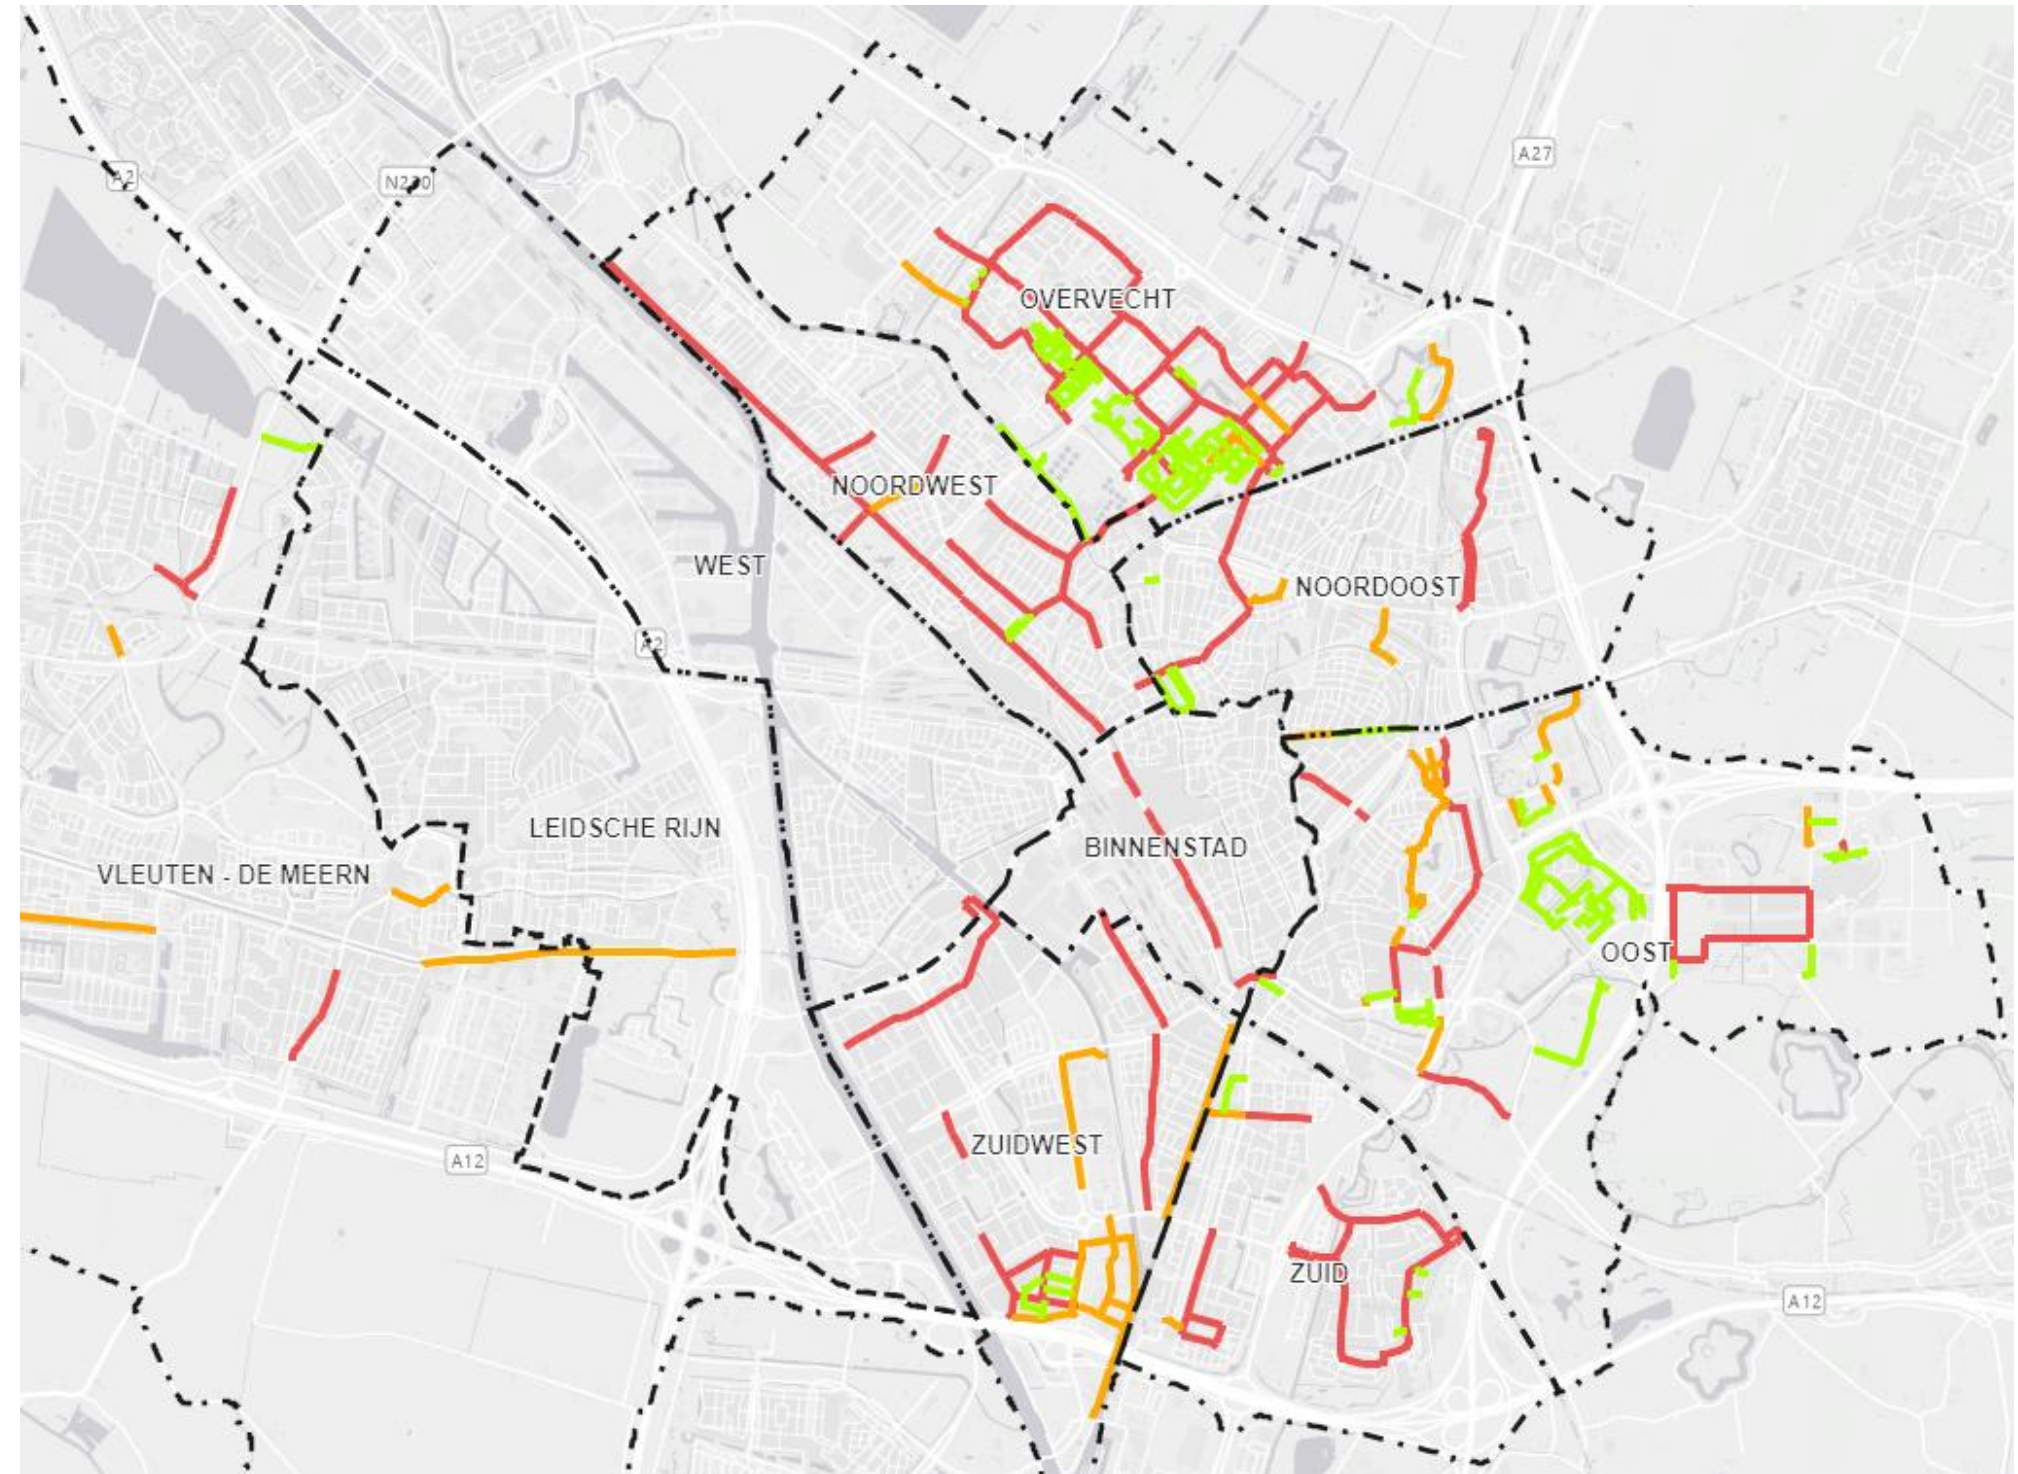 A27
A2
N230
OVERVECHT
NOORDWEST
WEST
NOORDOOST
A2
LEIDSCHE RIJN
BINNENSTAD
VLEUTEN - DE MEERN
OOST
ZUIDWEST
A12
ZUID
A12